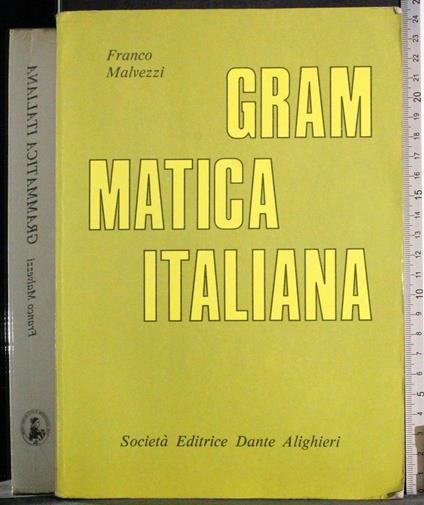 Franco
Malvezzi
GRAM
MATICA
ITALIANA
Società Editrice Dante Alighieri
Franco Malvezzi GRAMMATICA ITALIANA